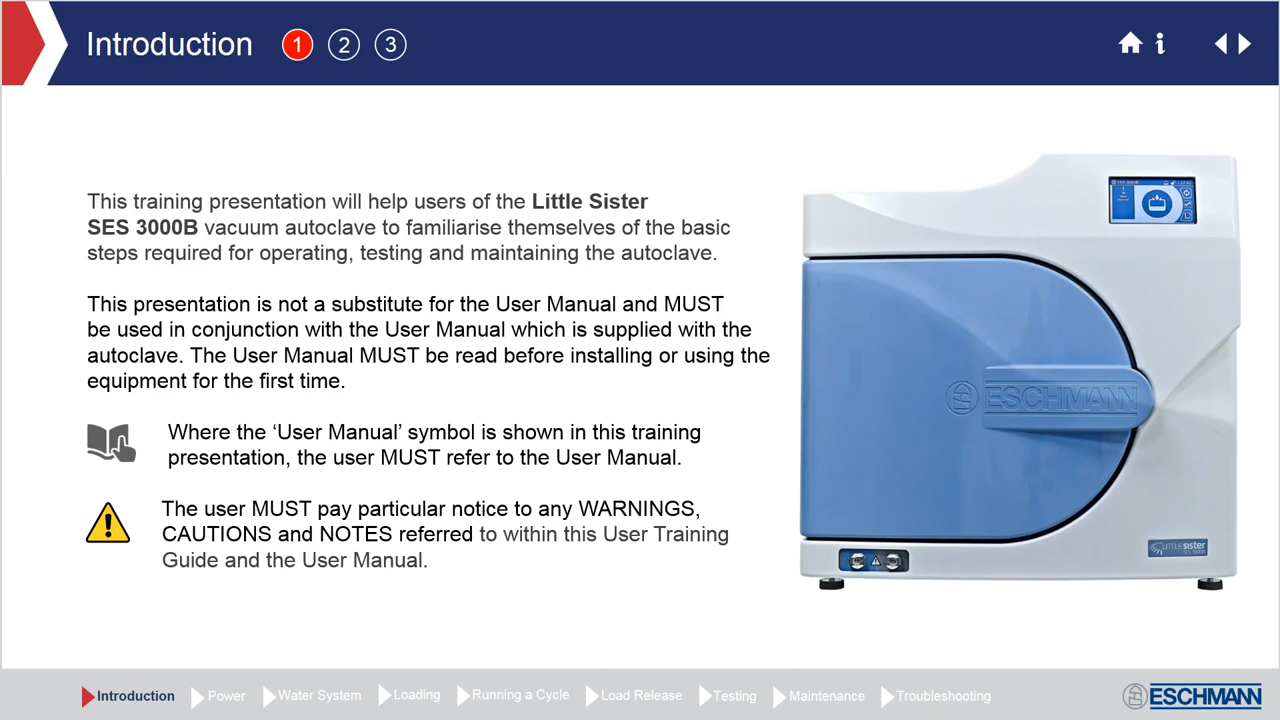 Introduction 1 2 3
This training presentation will help users of the Little Sister
SES 3000B vacuum autoclave to familiarise themselves of the basic
steps required for operating, testing and maintaining the autoclave.
This presentation is not a substitute for the User Manual and MUST
be used in conjunction with the User Manual which is supplied with the
autoclave. The User Manual MUST be read before installing or using the
equipment for the first time.
Where the ‘User Manual’ symbol is shown in this training
presentation, the user MUST refer to the User Manual.
The user MUST pay particular notice to any WARNINGS,
CAUTIONS and NOTES referred to within this User Training
Guide and the User Manual.
ESCHMANN
LITTLE sister
SES 3000B
Introduction Power Water System Loading Running a Cycle Load Release Testing Maintenance Troubleshooting
ESCHMANN